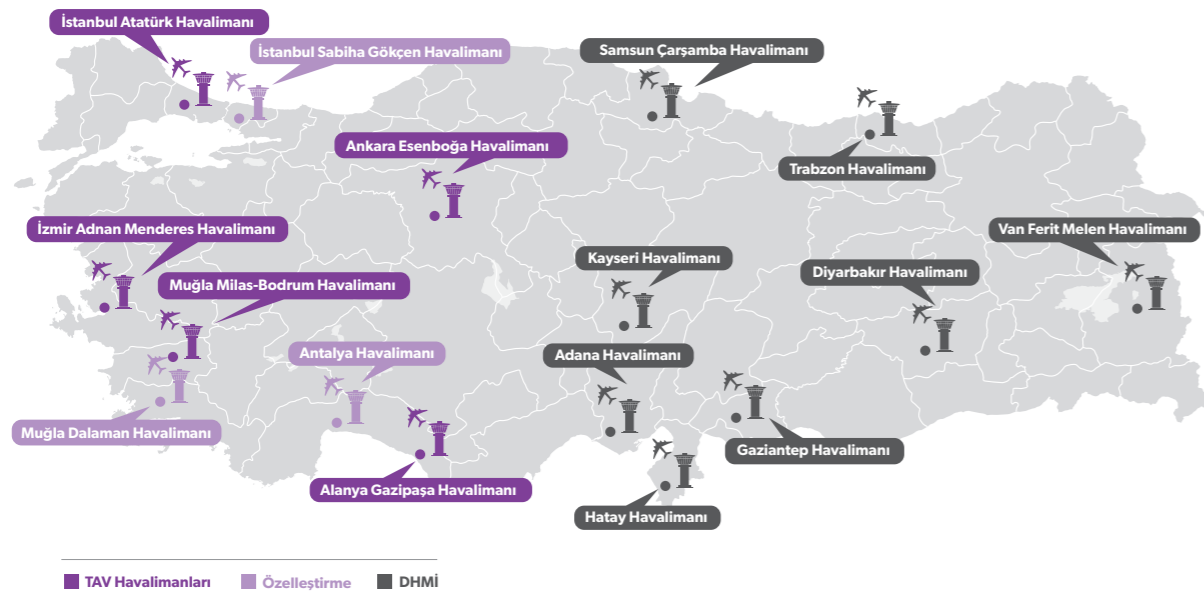 İstanbul Atatürk Havalimanı
İstanbul Sabiha Gökçen Havalimanı
Samsun Çarşamba Havalimanı
Ankara Esenboğa Havalimanı
Trabzon Havalimanı
İzmir Adnan Menderes Havalimanı
Van Ferit Melen Havalimanı
Kayseri Havalimanı
Diyarbakır Havalimanı
Muğla Milas-Bodrum Havalimanı
Antalya Havalimanı
Adana Havalimanı
Muğla Dalaman Havalimanı
Gaziantep Havalimanı
Alanya Gazipaşa Havalimanı
Hatay Havalimanı
TAV Havalimanları
Özelleştirme
DHMİ